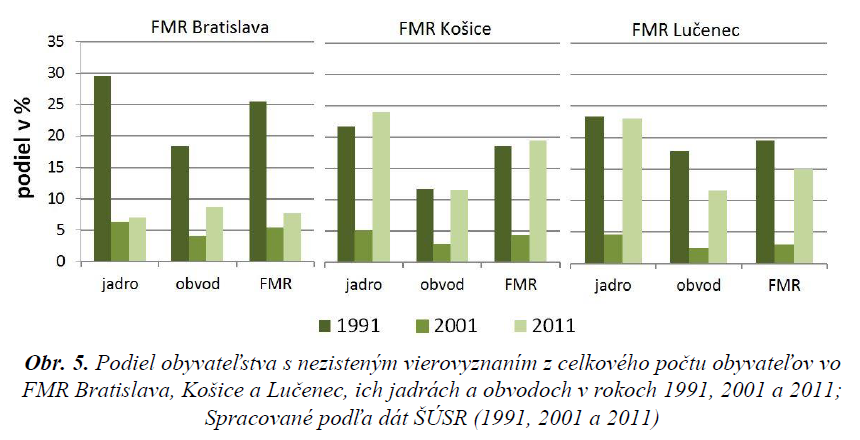 FMR Bratislava
FMR Košice
FMR Lučenec
podiel v %
35
30
25
20
15
10
5
0
jadro obvod FMR
jadro obvod FMR
jadro obvod FMR
1991 2001 2011
Obr. 5. Podiel obyvateľstva s nezisteným vierovyznaním z celkového počtu obyvateľov vo
FMR Bratislava, Košice a Lučenec, ich jadrách a obvodoch v rokoch 1991, 2001 a 2011;
Spracované podľa dát ŠÚSR (1991, 2001 a 2011)